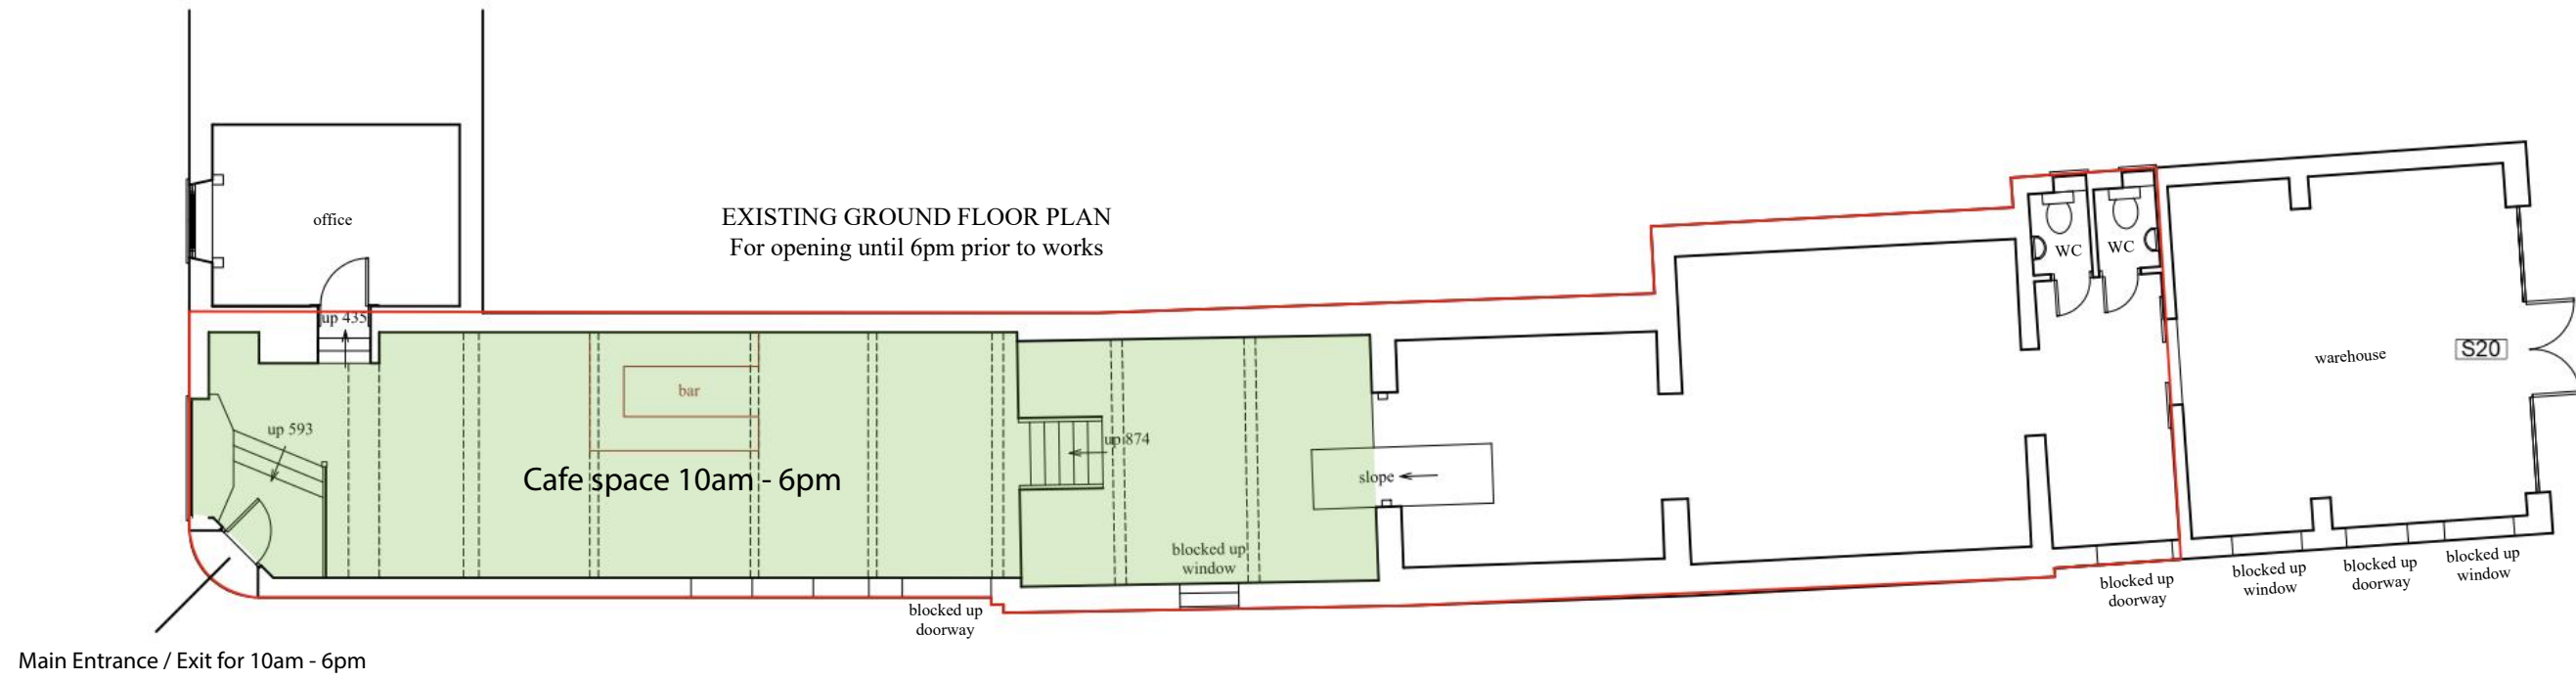 EXISTING GROUND FLOOR PLAN
For opening until 6pm prior to works
office
up 435
bar
up 593
Cafe space 10am - 6pm
up 874
slope
blocked up
window
blocked up
doorway
Main Entrance / Exit for 10am - 6pm
WC
WC
warehouse
S20
blocked up
doorway
blocked up
window
blocked up
doorway
blocked up
window